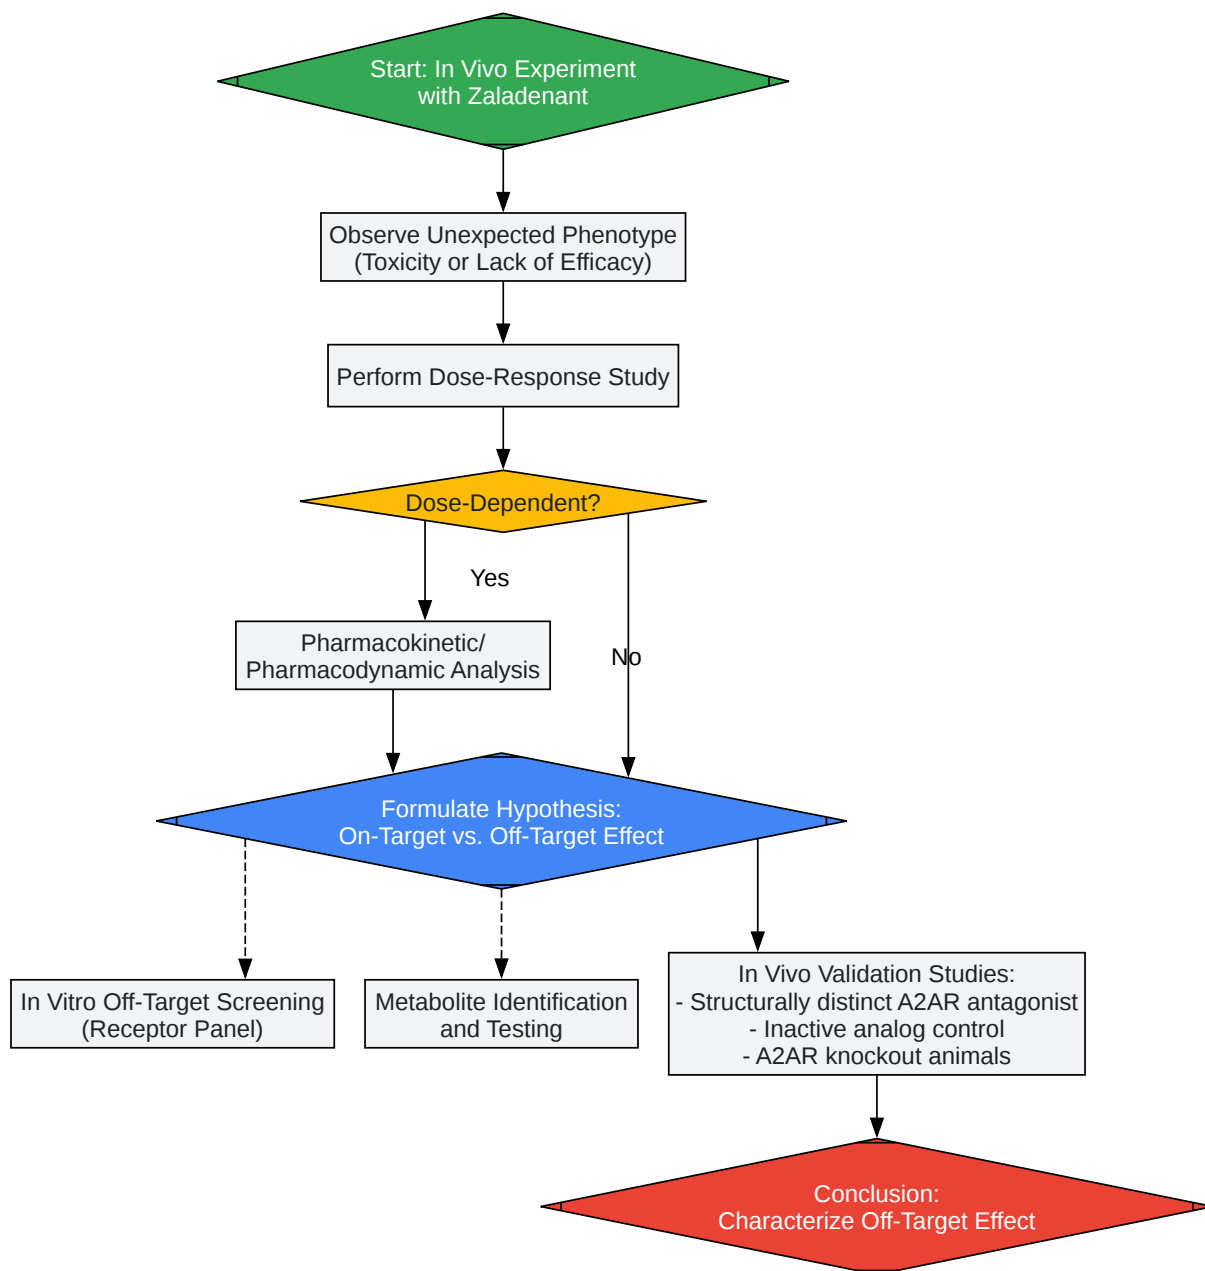 Start: In Vivo Experiment
with Zaladenant
Observe Unexpected Phenotype
(Toxicity or Lack of Efficacy)
Perform Dose-Response Study
Dose-Dependent?
Yes
Pharmacokinetic/
Pharmacodynamic Analysis
No
Formulate Hypothesis:
On-Target vs. Off-Target Effect
In Vitro Off-Target Screening
(Receptor Panel)
Metabolite Identification
and Testing
In Vivo Validation Studies:
- Structurally distinct A2AR antagonist
- Inactive analog control
- A2AR knockout animals
Conclusion:
Characterize Off-Target Effect